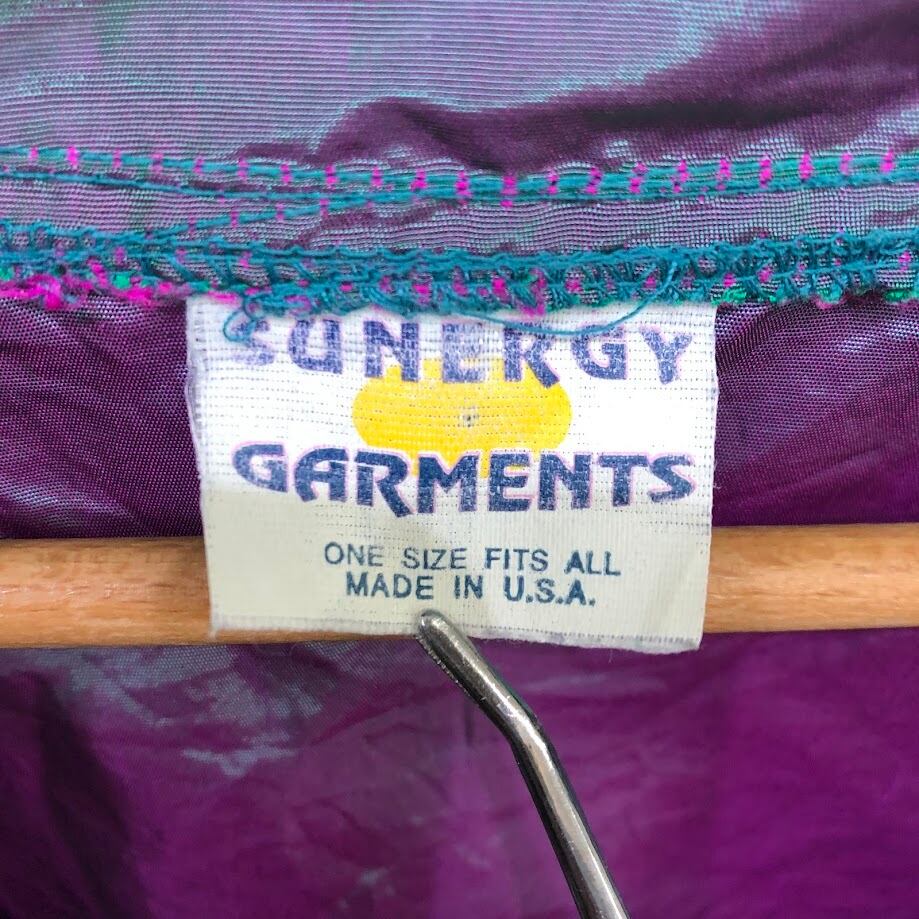 SUNERGY
GARMENTS
ONE SIZE FITS ALL
MADE IN U.S.A.